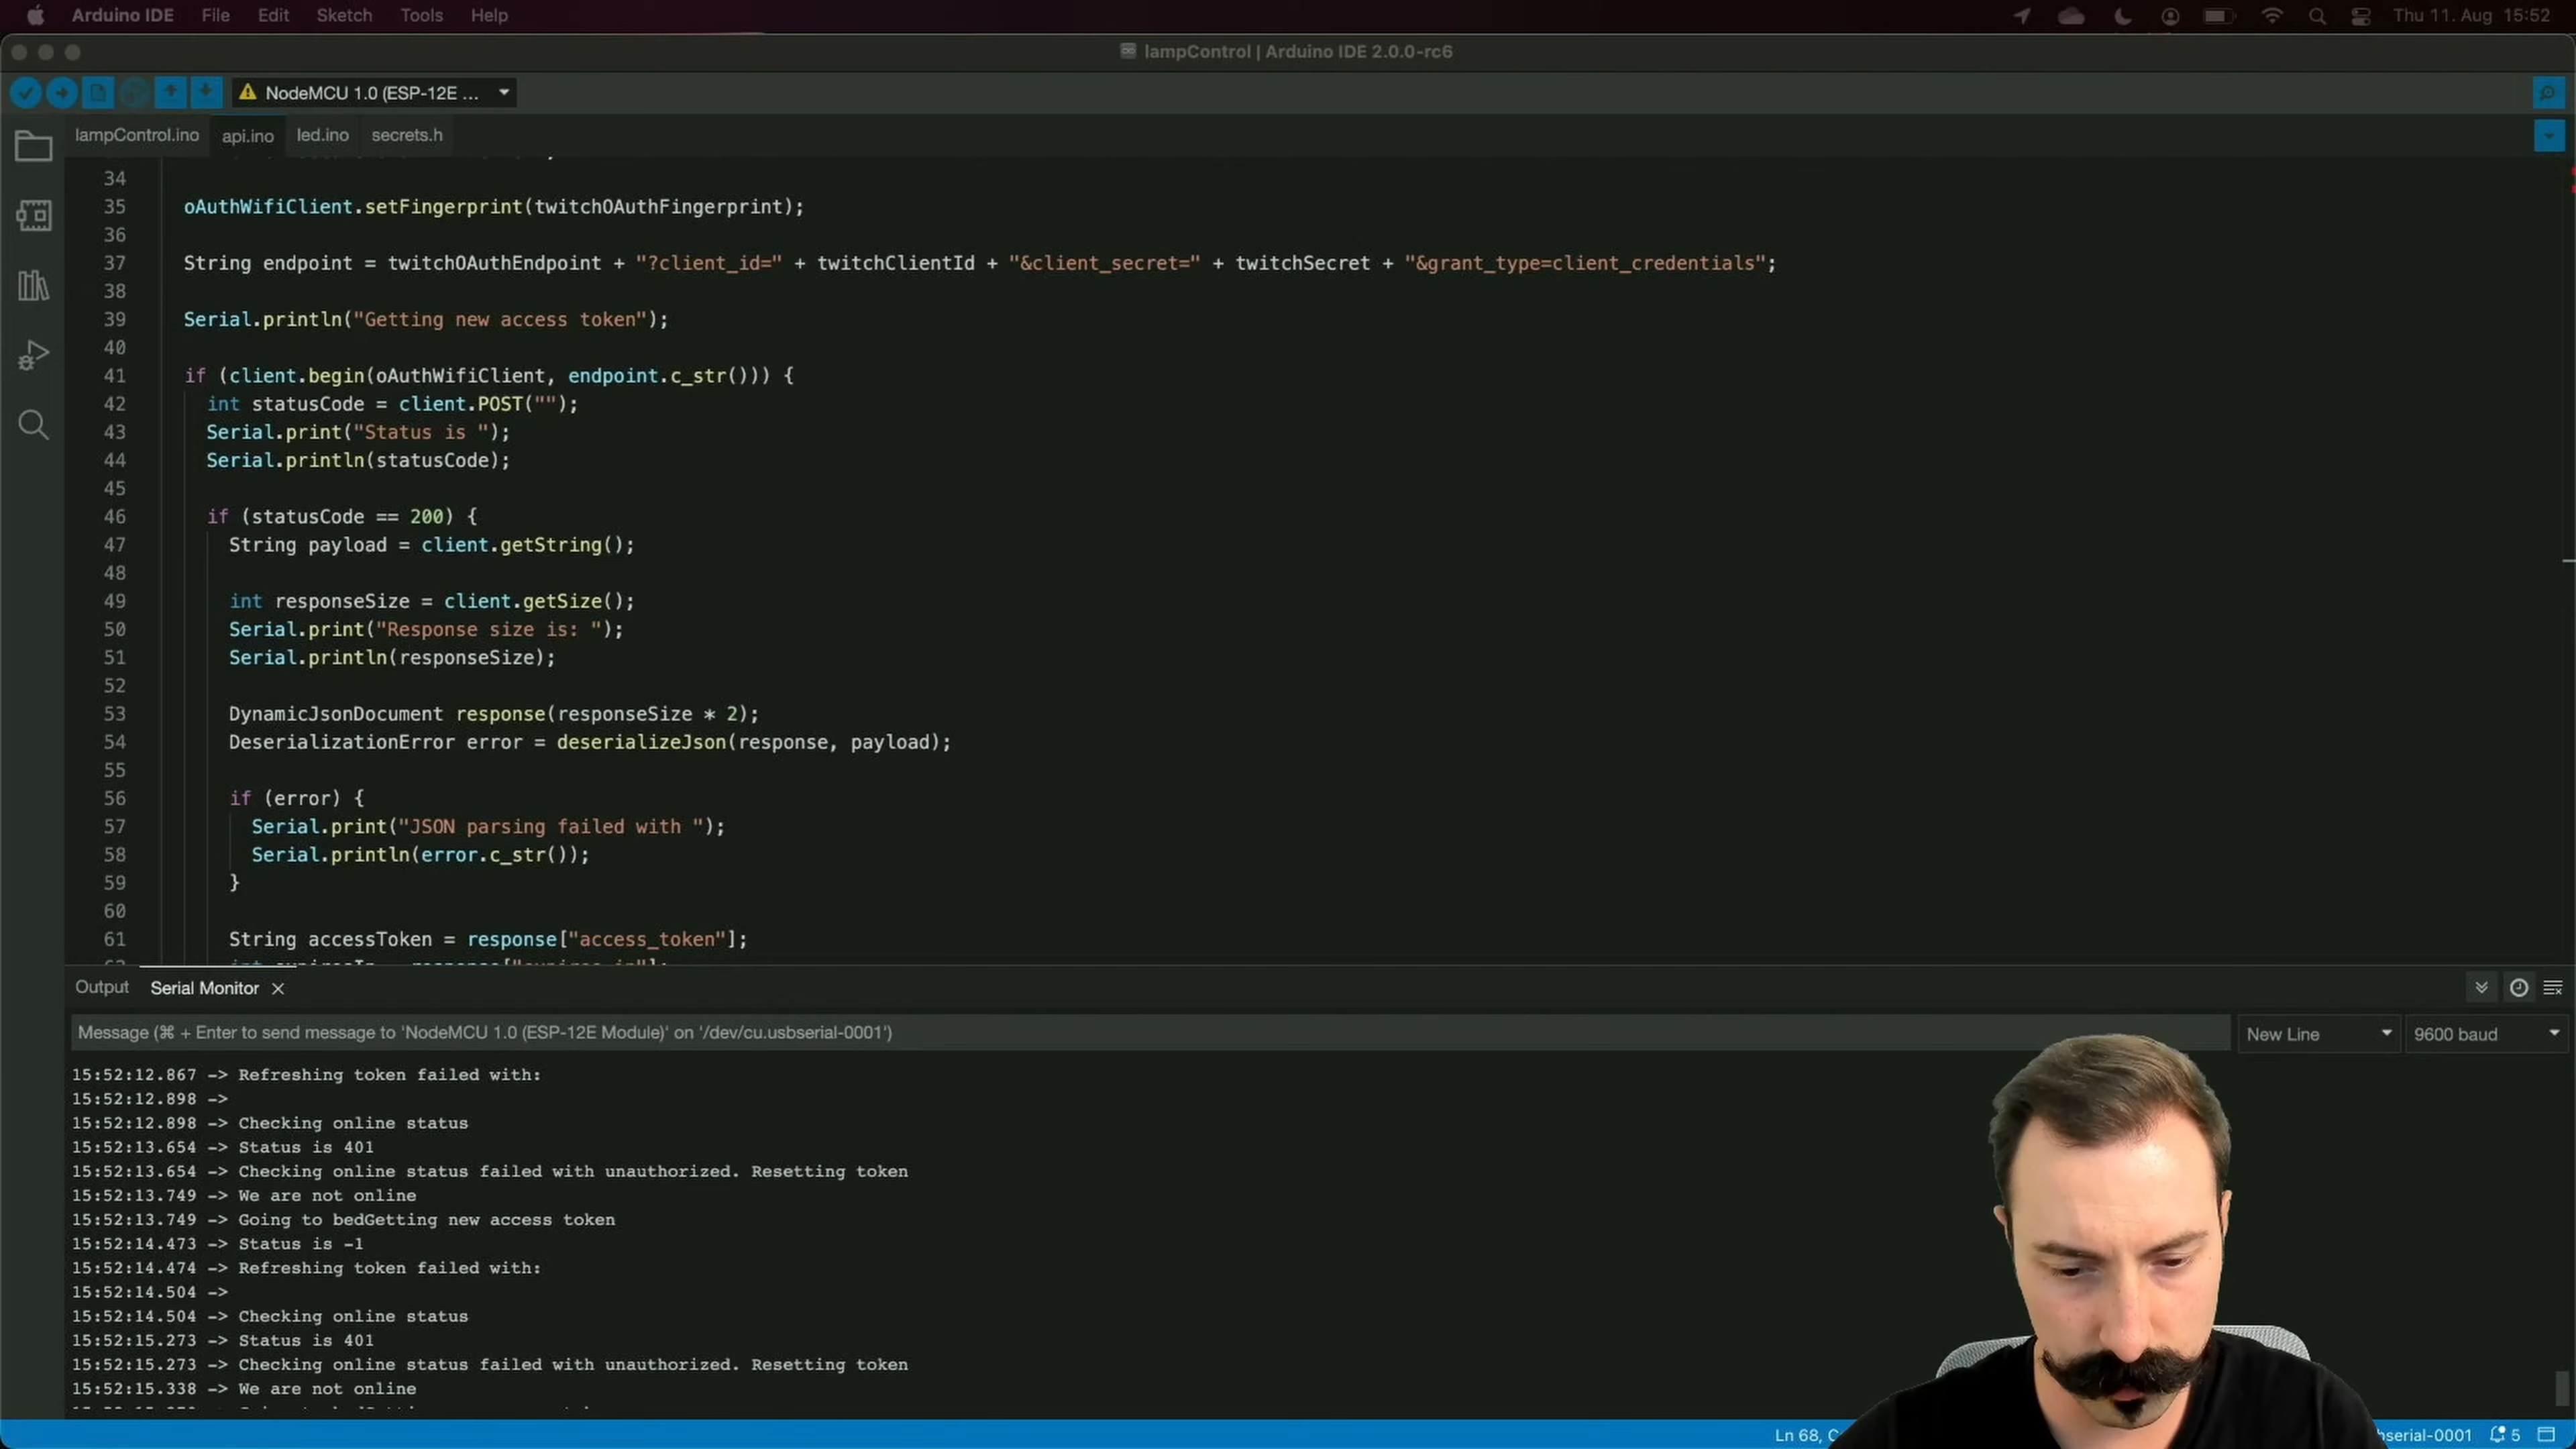 Arduino IDE File Edit Sketch Tools Help Thu 11. Aug 15:52
lampControl | Arduino IDE 2.0.0-rc6
NodeMCU 1.0 (ESP-12E ...
lampControl.ino api.ino led.ino secrets.h
34
35 oAuthWifiClient.setFingerprint(twitchOAuthFingerprint);
36
37 String endpoint = twitchOAuthEndpoint + "?client_id=" + twitchClientId + "&client_secret=" + twitchSecret + "&grant_type=client_credentials";
38
39 Serial.println("Getting new access token");
40
41 if (client.begin(oAuthWifiClient, endpoint.c_str())) {
42 int statusCode = client.POST("");
43 Serial.print("Status is ");
44 Serial.println(statusCode);
45
46 if (statusCode == 200) {
47 String payload = client.getString();
48
49 int responseSize = client.getSize();
50 Serial.print("Response size is: ");
51 Serial.println(responseSize);
52
53 DynamicJsonDocument response(responseSize * 2);
54 DeserializationError error = deserializeJson(response, payload);
55
56 if (error) {
57 Serial.print("JSON parsing failed with ");
58 Serial.println(error.c_str());
59 }
60
61 String accessToken = response["access_token"];
Output Serial Monitor
Message (⌘ + Enter to send message to 'NodeMCU 1.0 (ESP-12E Module)' on '/dev/cu.usbserial-0001') New Line 9600 baud
15:52:12.867 -> Refreshing token failed with:
15:52:12.898 ->
15:52:12.898 -> Checking online status
15:52:13.654 -> Status is 401
15:52:13.654 -> Checking online status failed with unauthorized. Resetting token
15:52:13.749 -> We are not online
15:52:13.749 -> Going to bedGetting new access token
15:52:14.473 -> Status is -1
15:52:14.474 -> Refreshing token failed with:
15:52:14.504 ->
15:52:14.504 -> Checking online status
15:52:15.273 -> Status is 401
15:52:15.273 -> Checking online status failed with unauthorized. Resetting token
15:52:15.338 -> We are not online
Ln 68, bserial-0001 5